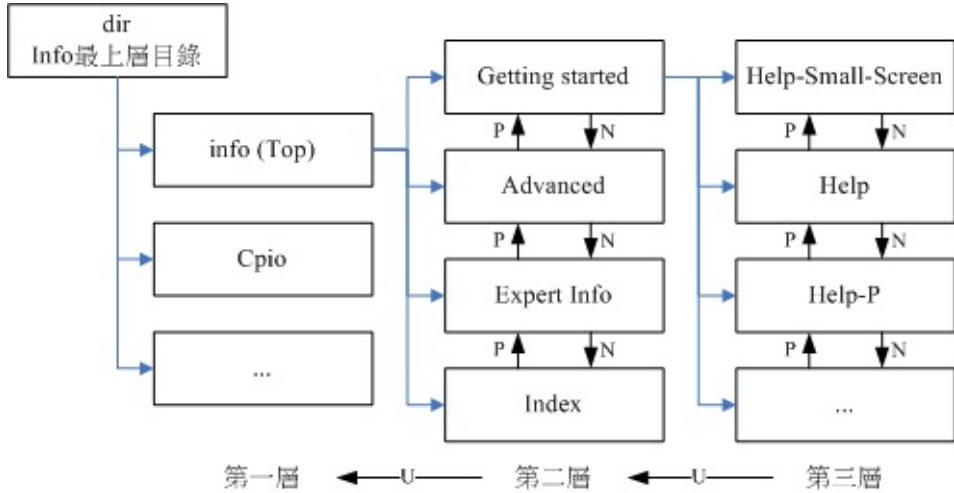 dir
Info最上層目錄
info (Top)
Cpio
...
Getting started
P N
Advanced
P N
Expert Info
P N
Index
Help-Small-Screen
P N
Help
P N
Help-P
P N
...
第一層 U 第二層 U 第三層